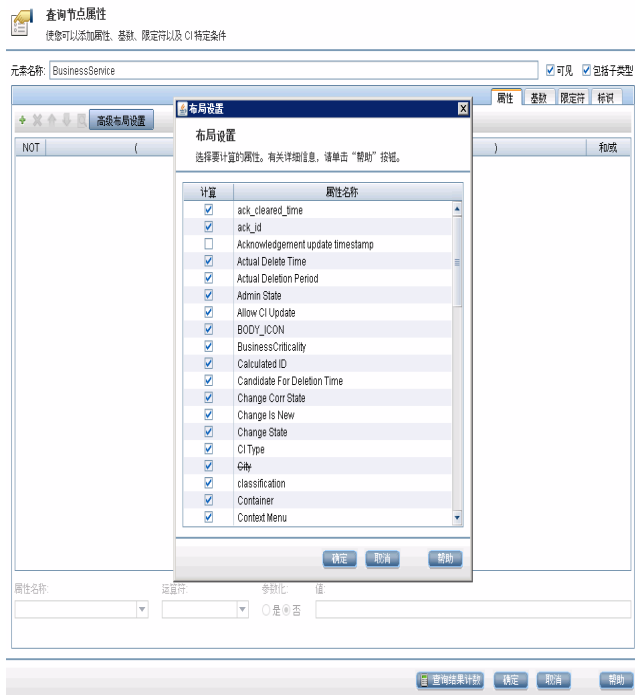 查询节点属性
使您可以添加属性、基数、限定符以及 CI 特定条件
元素名称: BusinessService
可见 包括子类型
属性 基数 限定符 标识
高级布局设置
NOT ( ) 和/或
布局设置
布局设置
选择要计算的属性。有关详细信息，请单击“帮助”按钮。
计算 属性名称
ack_cleared_time
ack_id
Acknowledgement update timestamp
Actual Delete Time
Actual Deletion Period
Admin State
Allow CI Update
BODY_ICON
BusinessCriticality
Calculated ID
Candidate For Deletion Time
Change Corr State
Change Is New
Change State
CI Type
City
classification
Container
Context Menu
确定 取消 帮助
属性名称: 运算符: 参数化: 值:
是 否
查询结果计数 确定 取消 帮助